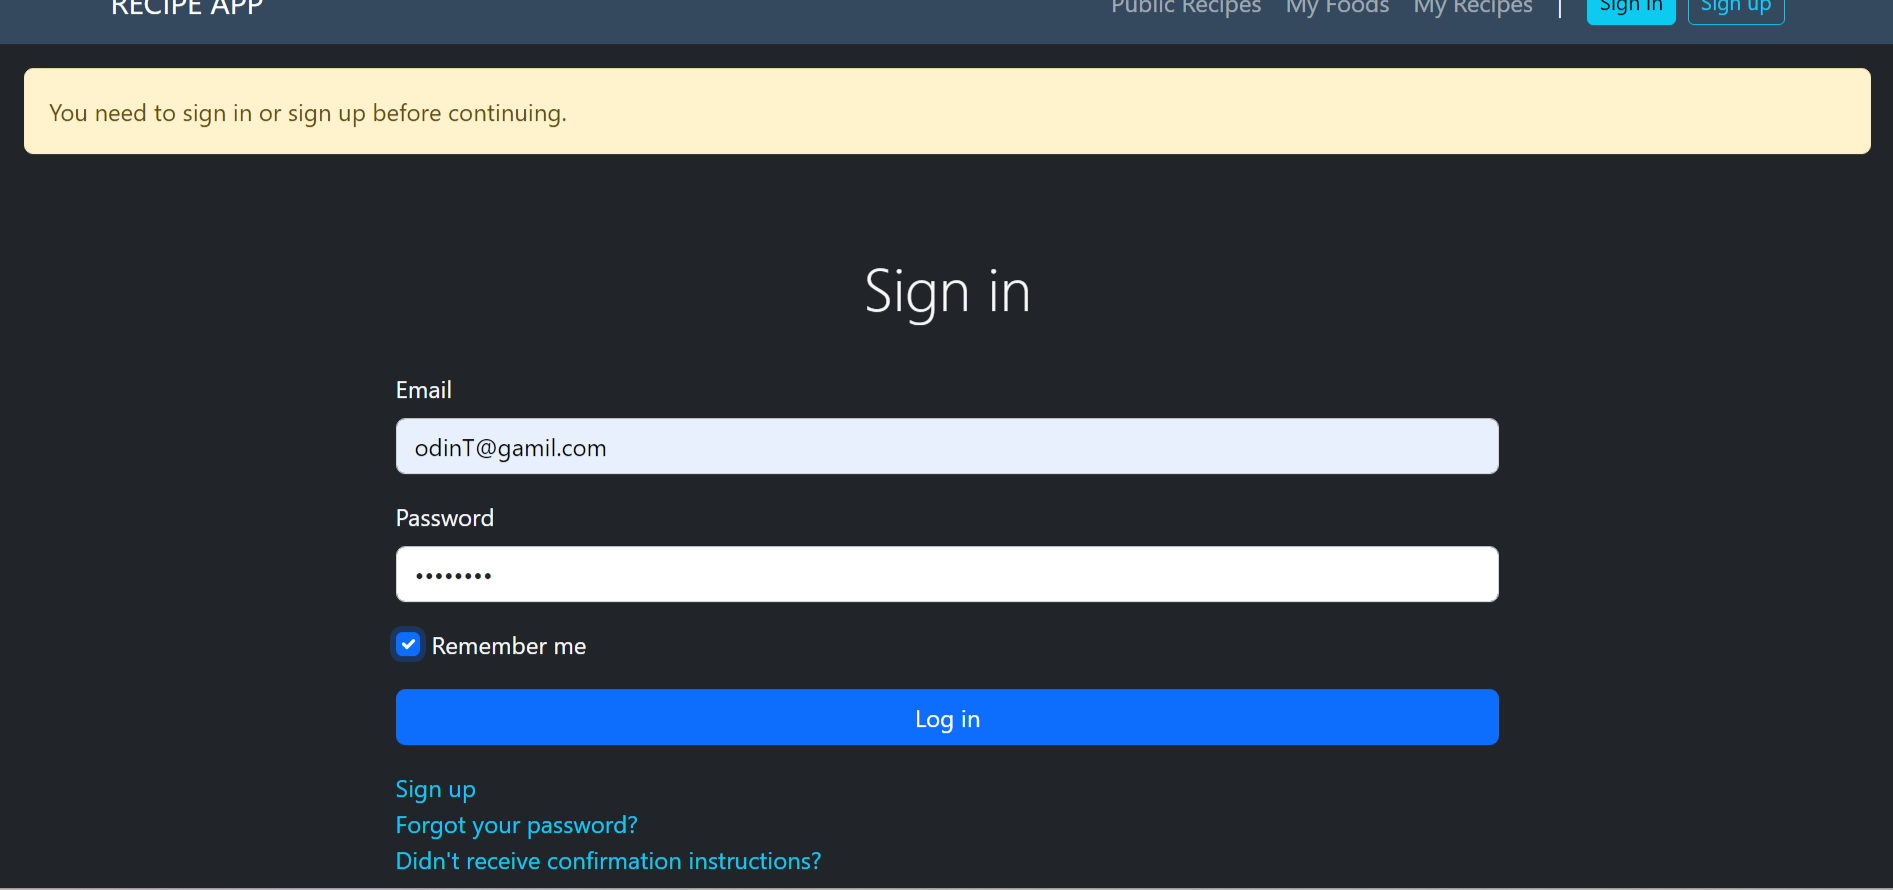 RECIPE APP Public Recipes My Foods My Recipes | Sign in Sign up
You need to sign in or sign up before continuing.
Sign in
Email
odinT@gamil.com
Password
••••••••
Remember me
Log in
Sign up
Forgot your password?
Didn't receive confirmation instructions?